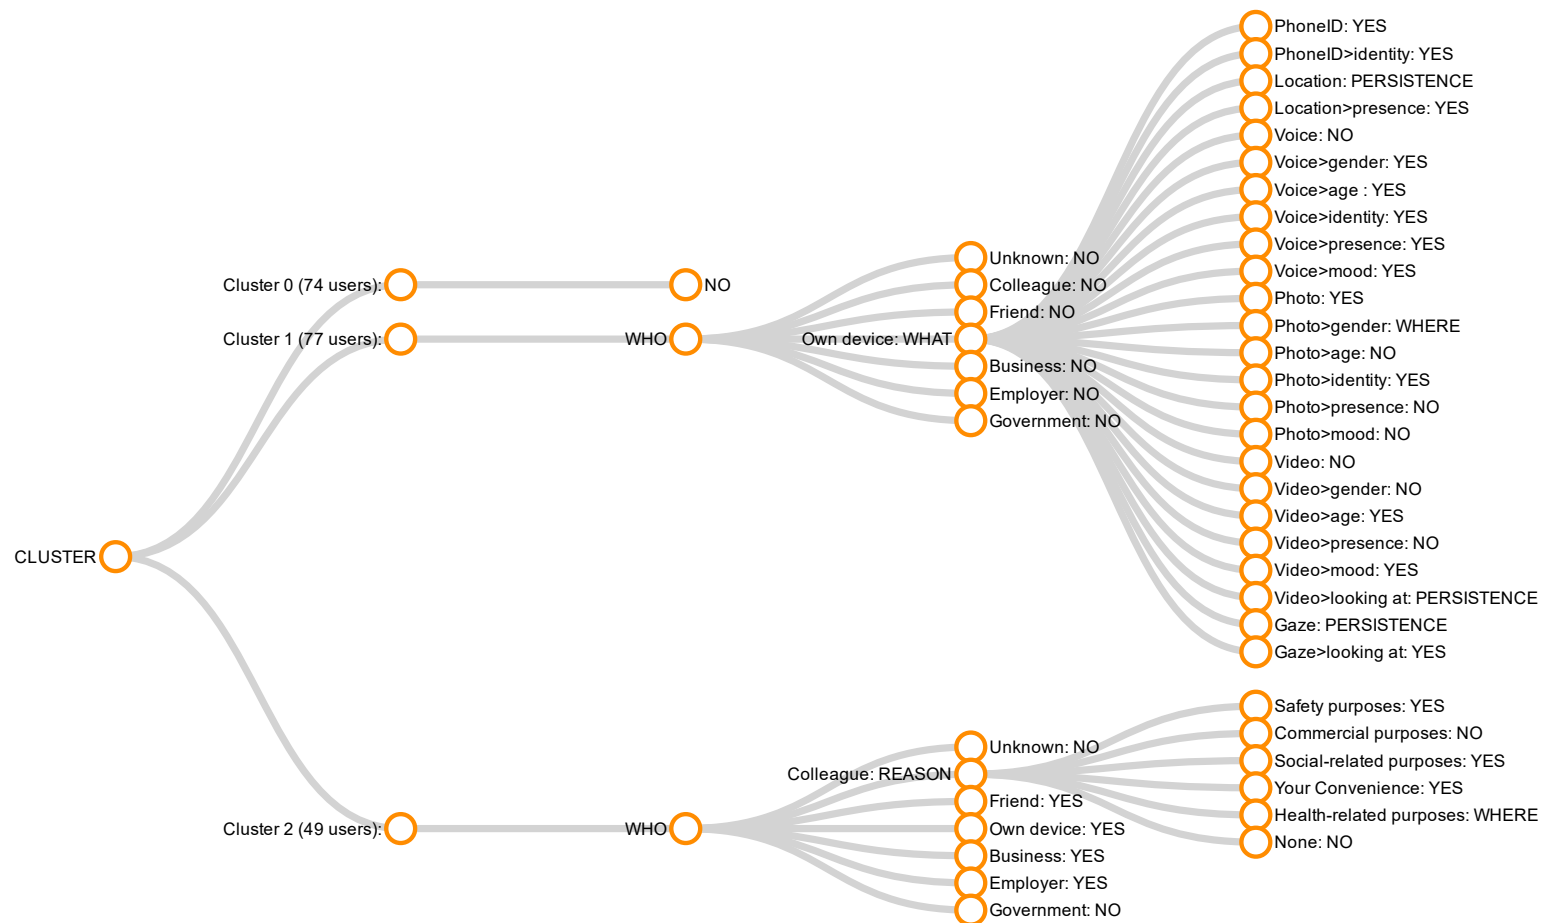 CLUSTER
Cluster 0 (74 users):
NO
Cluster 1 (77 users):
WHO
Unknown: NO
Colleague: NO
Friend: NO
Own device: WHAT
Business: NO
Employer: NO
Government: NO
PhoneID: YES
PhoneID>identity: YES
Location: PERSISTENCE
Location>presence: YES
Voice: NO
Voice>gender: YES
Voice>age : YES
Voice>identity: YES
Voice>presence: YES
Voice>mood: YES
Photo: YES
Photo>gender: WHERE
Photo>age: NO
Photo>identity: YES
Photo>presence: NO
Photo>mood: NO
Video: NO
Video>gender: NO
Video>age: YES
Video>presence: NO
Video>mood: YES
Video>looking at: PERSISTENCE
Gaze: PERSISTENCE
Gaze>looking at: YES
Cluster 2 (49 users):
WHO
Unknown: NO
Colleague: REASON
Friend: YES
Own device: YES
Business: YES
Employer: YES
Government: NO
Safety purposes: YES
Commercial purposes: NO
Social-related purposes: YES
Your Convenience: YES
Health-related purposes: WHERE
None: NO